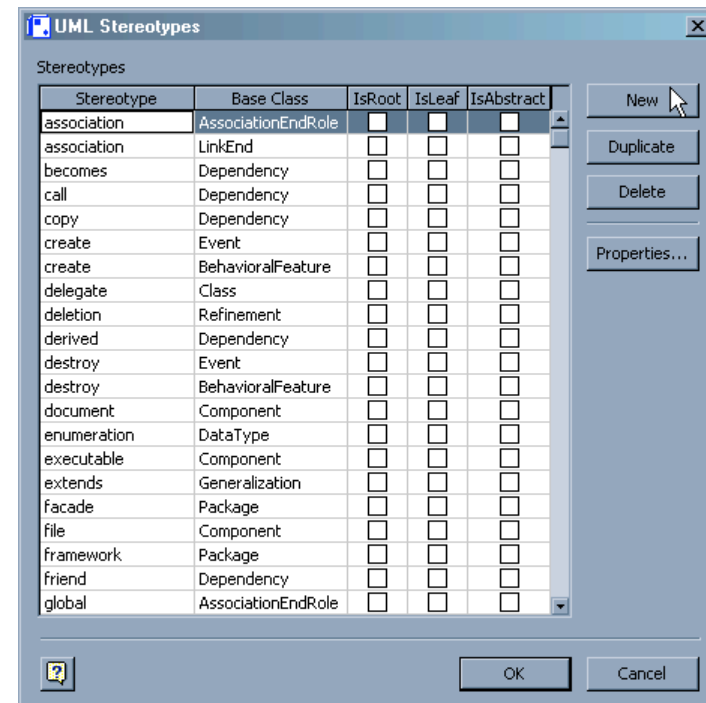 UML Stereotypes
Stereotypes
Stereotype Base Class IsRoot IsLeaf IsAbstract
association AssociationEndRole
association LinkEnd
becomes Dependency
call Dependency
copy Dependency
create Event
create BehavioralFeature
delegate Class
deletion Refinement
derived Dependency
destroy Event
destroy BehavioralFeature
document Component
enumeration DataType
executable Component
extends Generalization
facade Package
file Component
framework Package
friend Dependency
global AssociationEndRole
New
Duplicate
Delete
Properties...
OK Cancel